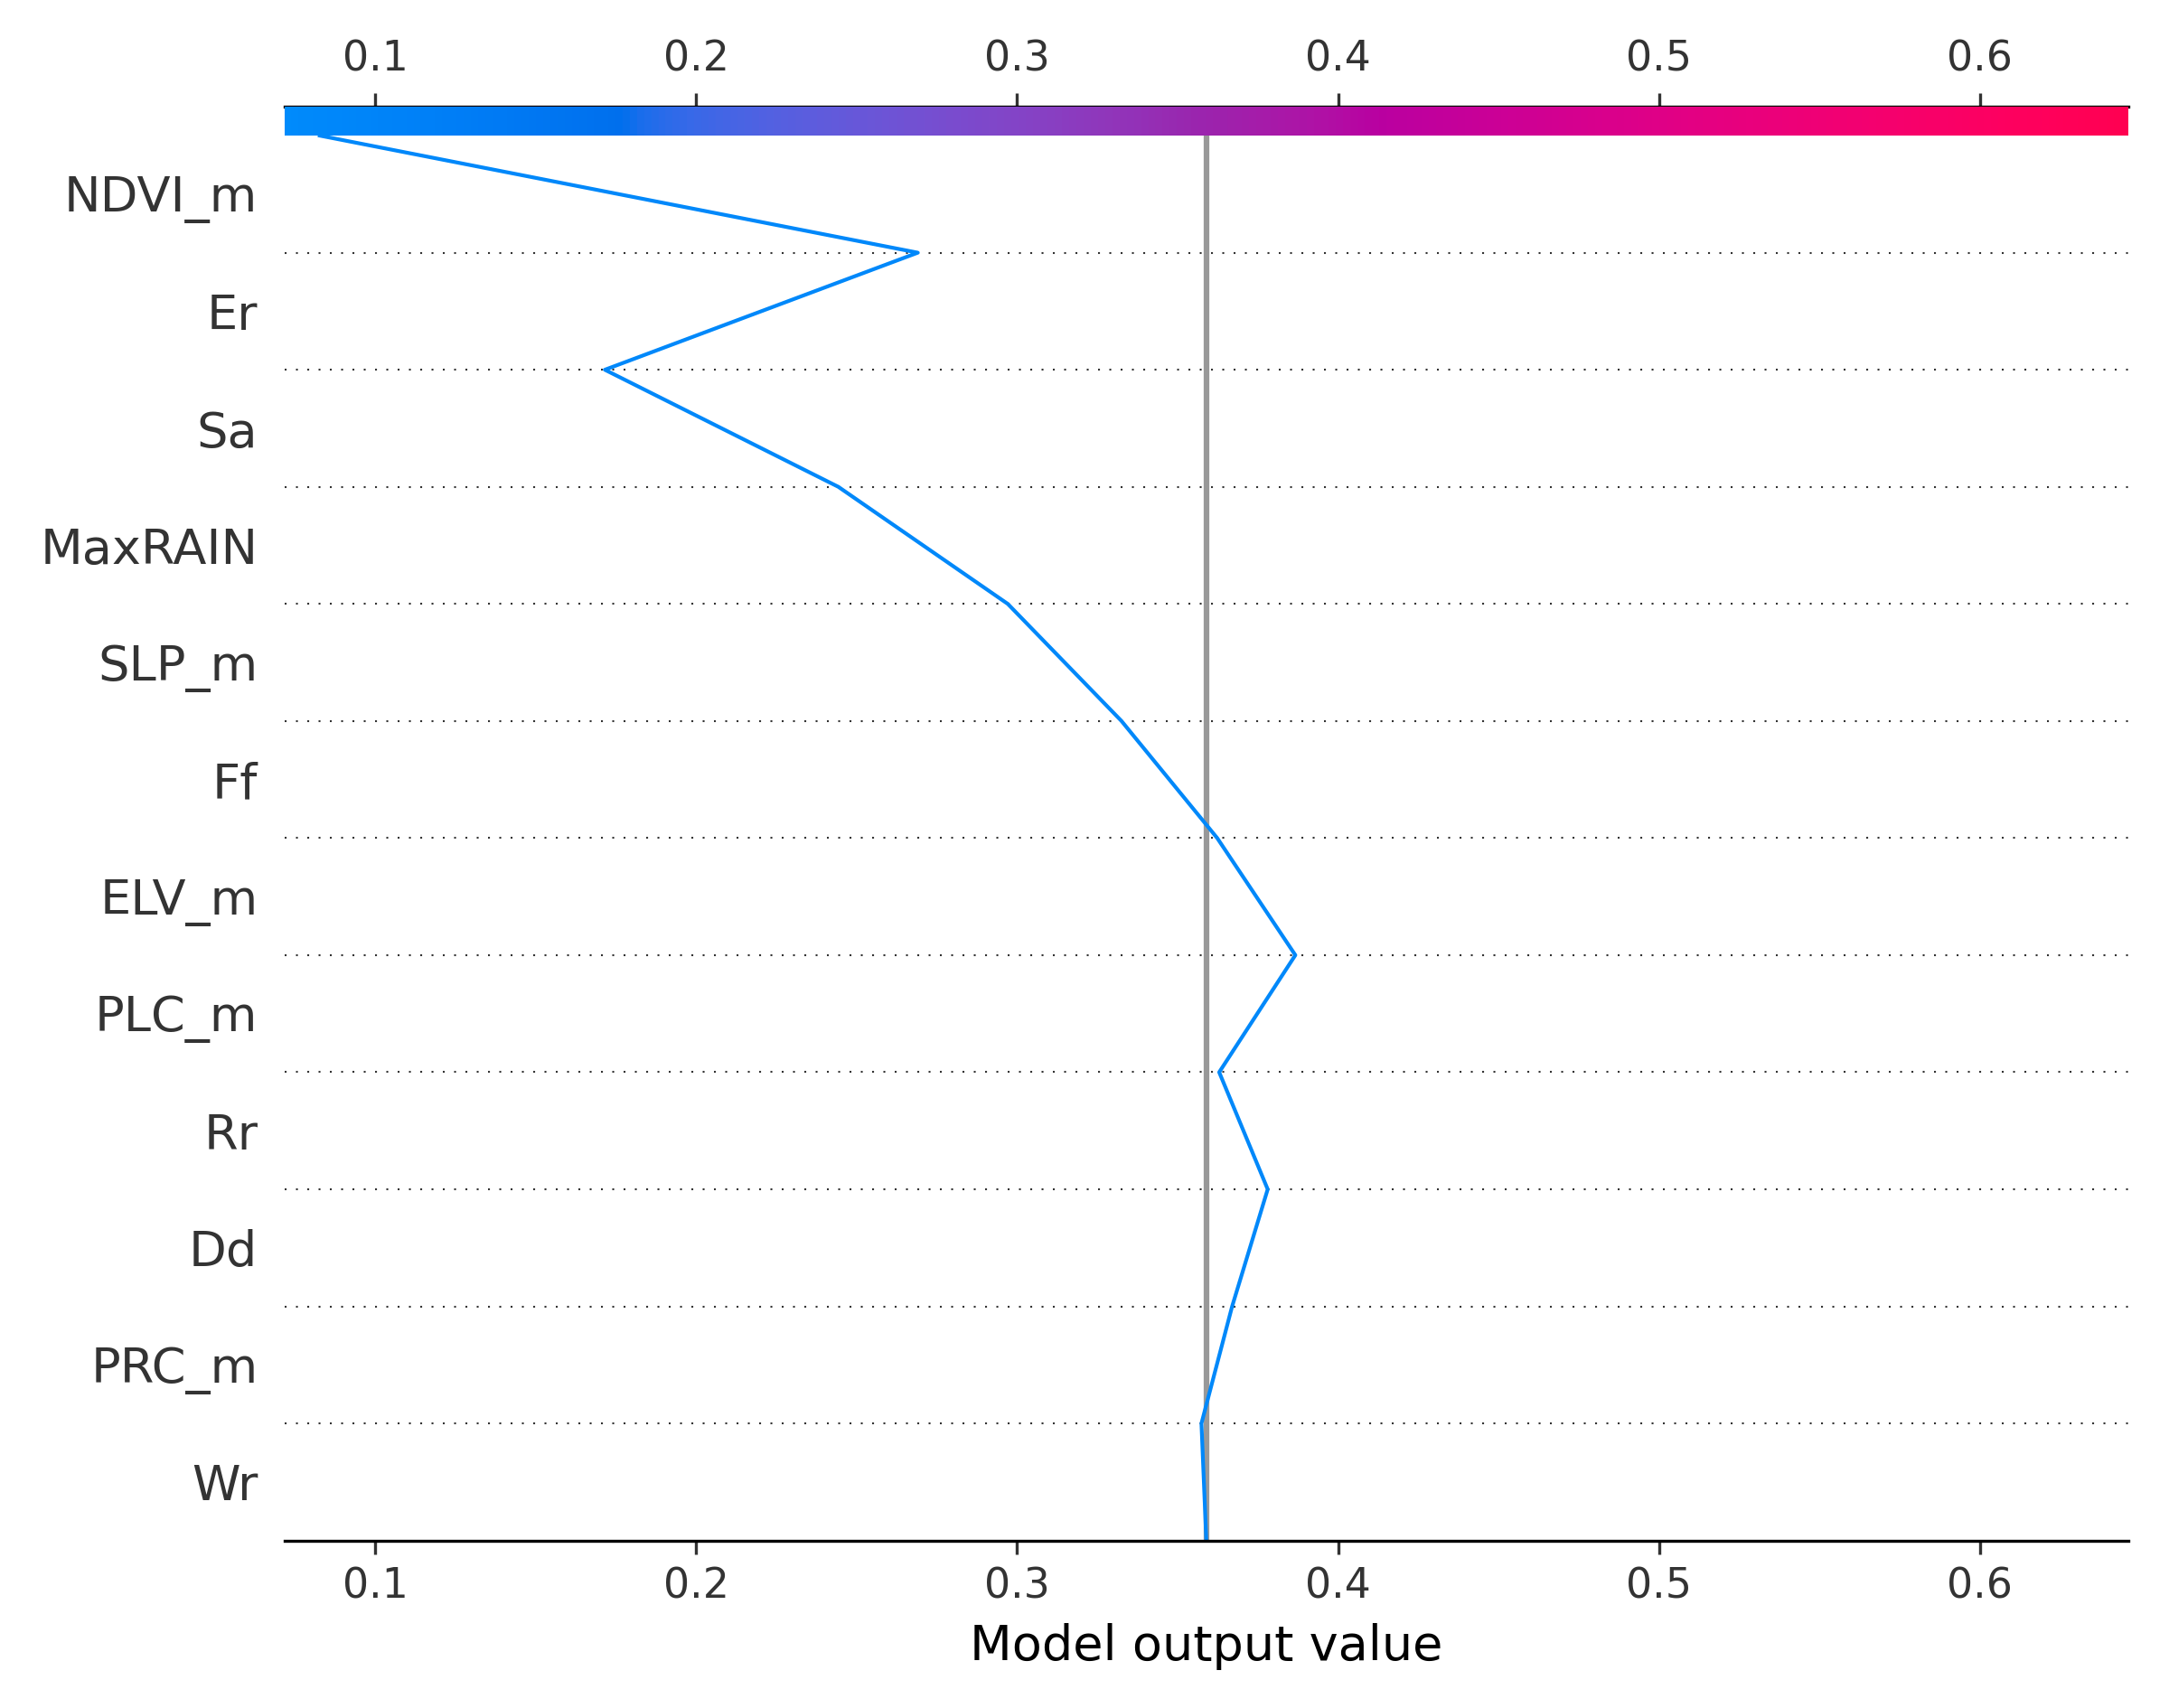 0.1 0.2 0.3 0.4 0.5 0.6
NDVI_m
Er
Sa
MaxRAIN
SLP_m
Ff
ELV_m
PLC_m
Rr
Dd
PRC_m
Wr
0.1 0.2 0.3 0.4 0.5 0.6
Model output value